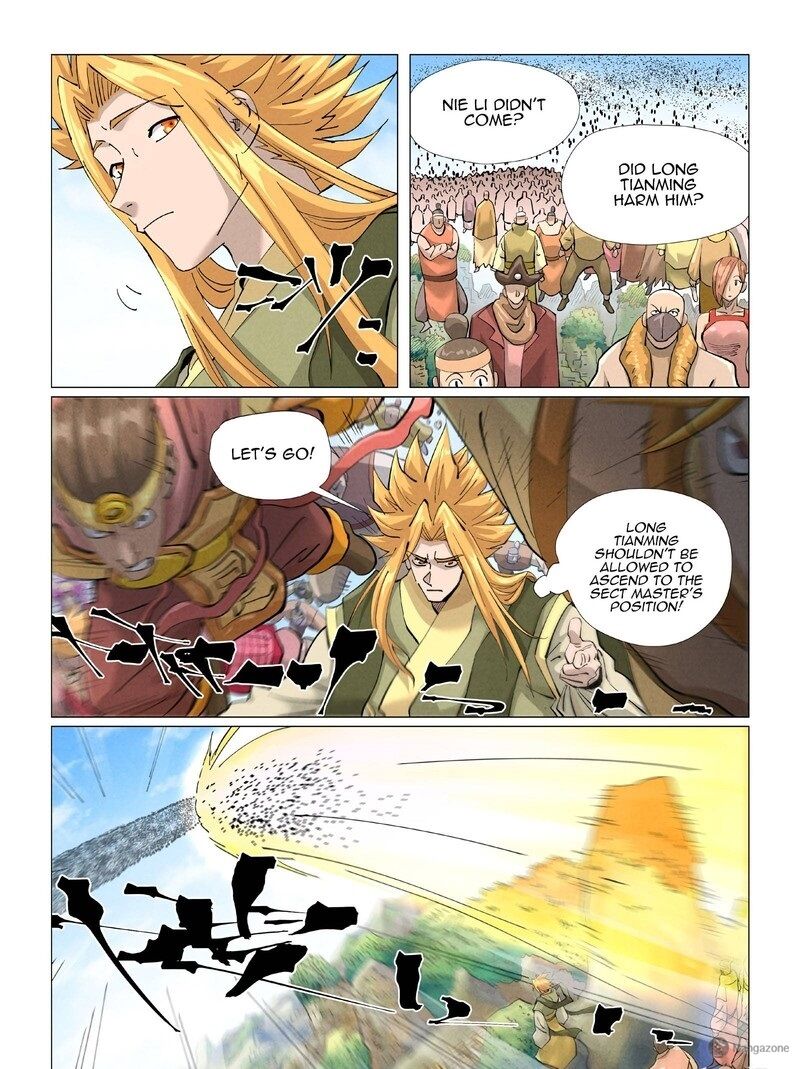 NIE LI DIDN'T
COME?
DID LONG
TIANMING
HARM HIM?
LET'S GO!
LONG
TIANMING
SHOULDN'T BE
ALLOWED TO
ASCEND TO THE
SECT MASTER'S
POSITION!
Mangazone